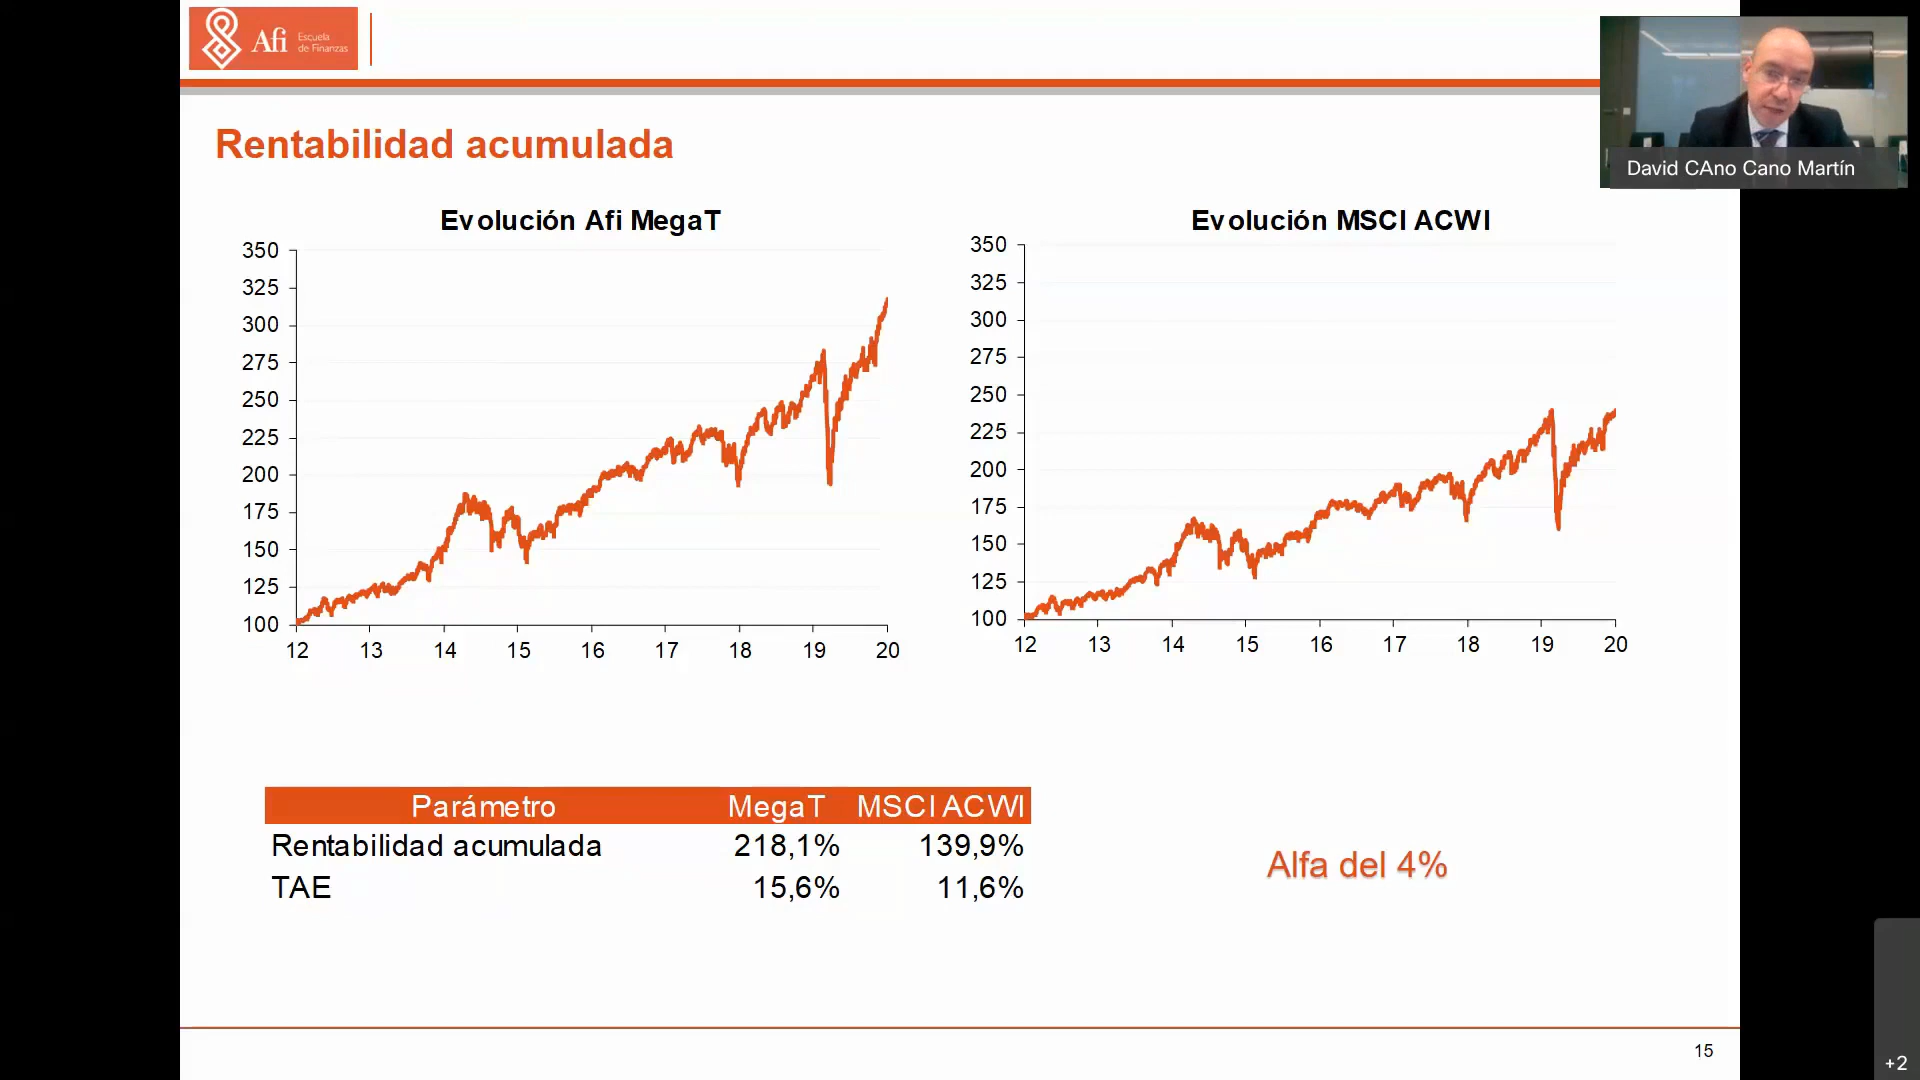 Afi Escuela
de Finanzas
David CAno Cano Martín
Rentabilidad acumulada
Evolución Afi MegaT
350
325
300
275
250
225
200
175
150
125
100
12 13 14 15 16 17 18 19 20
Evolución MSCI ACWI
350
325
300
275
250
225
200
175
150
125
100
12 13 14 15 16 17 18 19 20
Parámetro MegaT MSCI ACWI
Rentabilidad acumulada 218,1% 139,9%
TAE 15,6% 11,6%
Alfa del 4%
15
+2